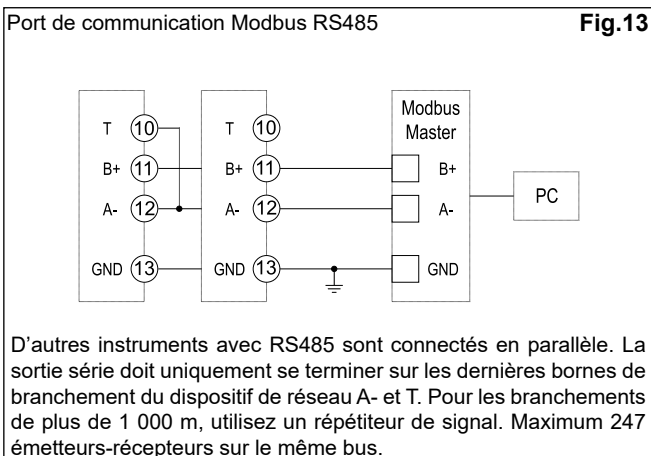 Port de communication Modbus RS485
Fig.13
Modbus
Master
T 10 T 10
B+ 11 B+ 11 B+
A- 12 A- 12 A-
PC
GND 13 GND 13 GND
D’autres instruments avec RS485 sont connectés en parallèle. La
sortie série doit uniquement se terminer sur les dernières bornes de
branchement du dispositif de réseau A- et T. Pour les branchements
de plus de 1 000 m, utilisez un répétiteur de signal. Maximum 247
émetteurs-récepteurs sur le même bus.